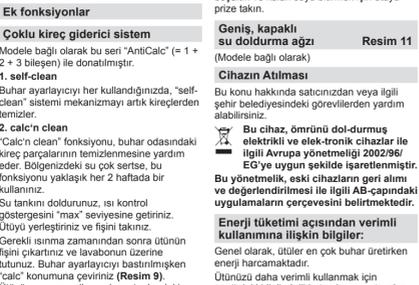 Ek fonksiyonlar
Çoklu kireç giderici sistem
Modele bağlı olarak bu seri "AntiCalc" (= 1 +
2 + 3 bileşen) ile donatılmıştır.
1. self-clean
Buhar ayarlayıcıyı her kullandığınızda, "self-
clean" sistemi mekanizmayı artık kireçlerden
temizler.
2. calc'n clean
"Calc'n clean" fonksiyonu, buhar odasındaki
kireç parçalarının temizlenmesine yardım
eder. Bölgenizdeki su çok sertse, bu
fonksiyonu yaklaşık her 2 haftada bir
kullanınız.
Su tankını doldurunuz, ısı kontrol
göstergesini "max" seviyesine getiriniz.
Ütüyü yerleştiriniz ve fişini takınız.
Gerekli ısınma zamanından sonra ütünün
fişini çıkartınız ve lavabonun üzerine
tutunuz. Buhar ayarlayıcıyı bastırılmışken
"calc" konumuna çeviriniz (Resim 9).
prize takın.
Geniş, kapaklı
su doldurma ağzı Resim 11
(Modele bağlı olarak)
Cihazın Atılması
Bu konu hakkında satıcınızdan veya ilgili
şehir belediyesindeki görevlilerden yardım
alabilirsiniz.
Bu cihaz, ömrünü dol-durmuş
elektrikli ve elek-tronik cihazlar ile
ilgili Avrupa yönetmeliği 2002/96/
EG'ye uygun şekilde işaretlenmiştir.
Bu yönetmelik, eski cihazların geri alımı
ve değerlendirilmesi ile ilgili AB-çapındaki
uygulamaların çerçevesini belirtmektedir.
Enerji tüketimi açısından verimli
kullanımına ilişkin bilgiler:
Genel olarak, ütüler en çok buhar üretirken
enerji harcamaktadır.
Ütünüzü daha verimli kullanmak için